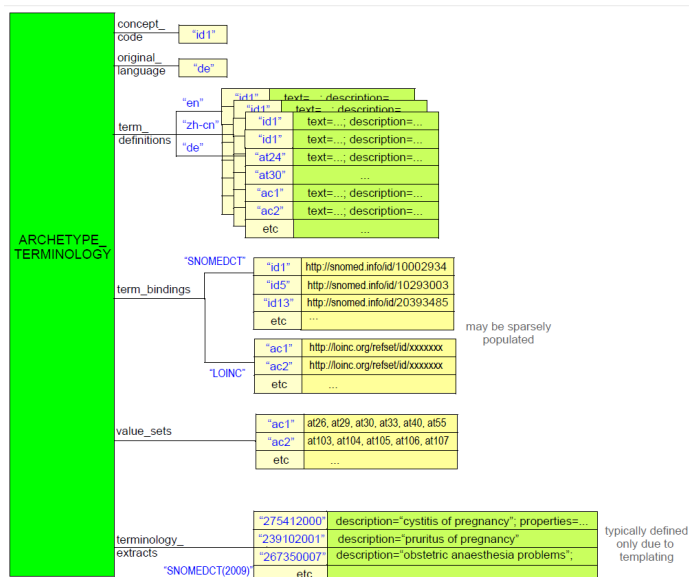 concept_
code
"id1"
original_
language
"de"
"en"
"id1" text=...; description=
"zh-cn"
"id1" text=...; description=
term_
definitions
"de"
"id1" text=...; description=...
"id1" text=...; description=...
"at24" text=...; description=...
"at30" ...
"ac1" text=...; description=...
"ac2" text=...; description=...
etc ...
ARCHETYPE_
TERMINOLOGY
term_bindings
"SNOMEDCT"
"id1" http://snomed.info/id/10002934
"id5" http://snomed.info/id/10293003
"id13" http://snomed.info/id/20393485
etc ...
may be sparsely
populated
"LOINC"
"ac1" http://loinc.org/refset/id/xxxxxxx
"ac2" http://loinc.org/refset/id/xxxxxxx
etc ...
value_sets
"ac1" at26, at29, at30, at33, at40, at55
"ac2" at103, at104, at105, at106, at107
etc ...
terminology_
extracts
"SNOMEDCT(2009)"
"275412000" description="cystitis of pregnancy"; properties=...
"239102001" description="pruritus of pregnancy"
"267350007" description="obstetric anaesthesia problems";
etc
typically defined
only due to
templating